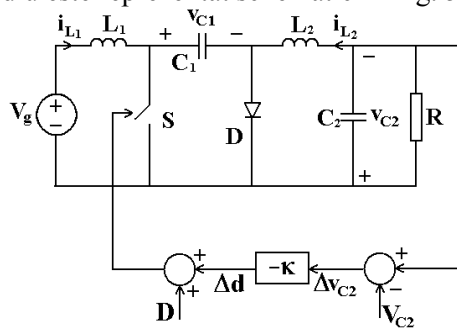 i_L1 L1 v_C1 L2 i_L2
+ − −
C1
V_g + − S D C2 v_C2 R
+
−κ
+ + Δd Δv_C2 + −
D V_C2